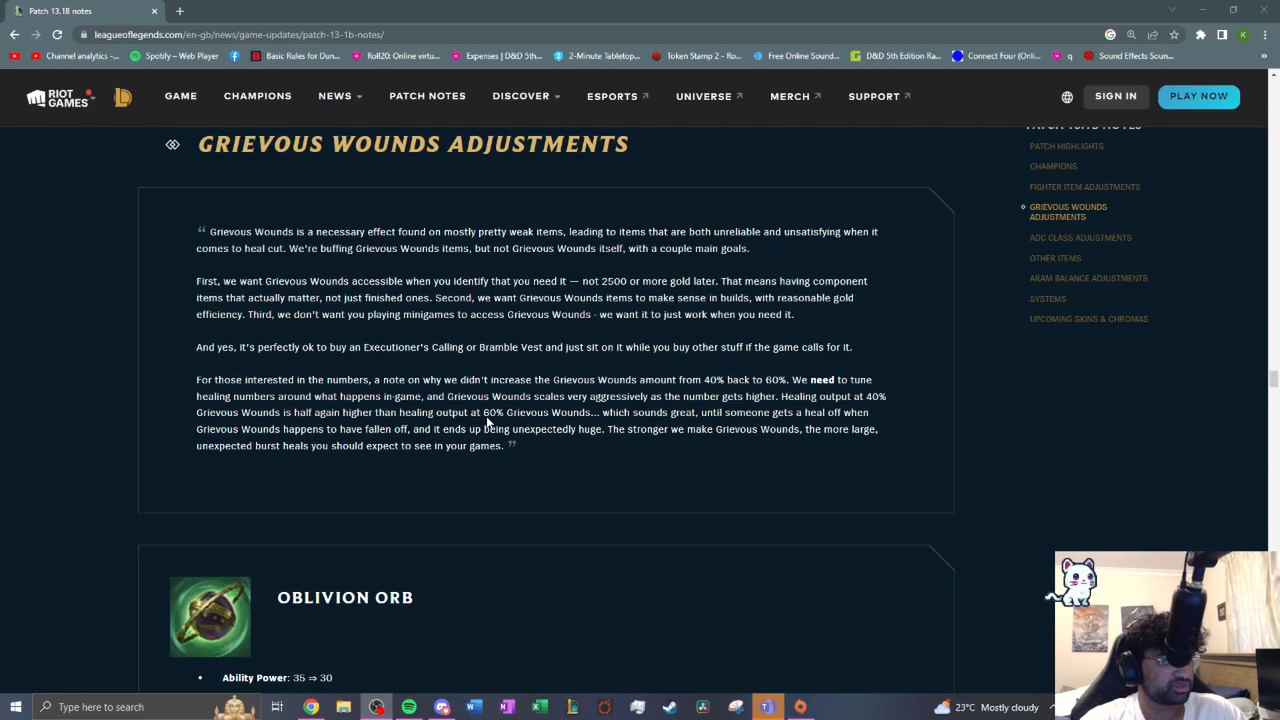 Patch 13.1B notes
leagueoflegends.com/en-gb/news/game-updates/patch-13-1b-notes/
K
Channel analytics -...
Spotify – Web Player
Basic Rules for Dun...
Roll20: Online virtu...
Expenses | D&D 5th...
2-Minute Tabletop...
Token Stamp 2 - Ro...
Free Online Sound...
D&D 5th Edition Ra...
Connect Four (Onli...
q
Sound Effects Soun...
RIOT GAMES
GAME
CHAMPIONS
NEWS
PATCH NOTES
DISCOVER
ESPORTS
UNIVERSE
MERCH
SUPPORT
SIGN IN
PLAY NOW
GRIEVOUS WOUNDS ADJUSTMENTS
PATCH 13.1B NOTES
PATCH HIGHLIGHTS
CHAMPIONS
FIGHTER ITEM ADJUSTMENTS
GRIEVOUS WOUNDS
ADJUSTMENTS
ADC CLASS ADJUSTMENTS
OTHER ITEMS
ARAM BALANCE ADJUSTMENTS
SYSTEMS
UPCOMING SKINS & CHROMAS
“ Grievous Wounds is a necessary effect found on mostly pretty weak items, leading to items that are both unreliable and unsatisfying when it
comes to heal cut. We're buffing Grievous Wounds items, but not Grievous Wounds itself, with a couple main goals.
First, we want Grievous Wounds accessible when you identify that you need it — not 2500 or more gold later. That means having component
items that actually matter, not just finished ones. Second, we want Grievous Wounds items to make sense in builds, with reasonable gold
efficiency. Third, we don't want you playing minigames to access Grievous Wounds - we want it to just work when you need it.
And yes, it's perfectly ok to buy an Executioner's Calling or Bramble Vest and just sit on it while you buy other stuff if the game calls for it.
For those interested in the numbers, a note on why we didn't increase the Grievous Wounds amount from 40% back to 60%. We need to tune
healing numbers around what happens in-game, and Grievous Wounds scales very aggressively as the number gets higher. Healing output at 40%
Grievous Wounds is half again higher than healing output at 60% Grievous Wounds... which sounds great, until someone gets a heal off when
Grievous Wounds happens to have fallen off, and it ends up being unexpectedly huge. The stronger we make Grievous Wounds, the more large,
unexpected burst heals you should expect to see in your games. ”
OBLIVION ORB
• Ability Power: 35 ⇒ 30
Type here to search
23°C Mostly cloudy